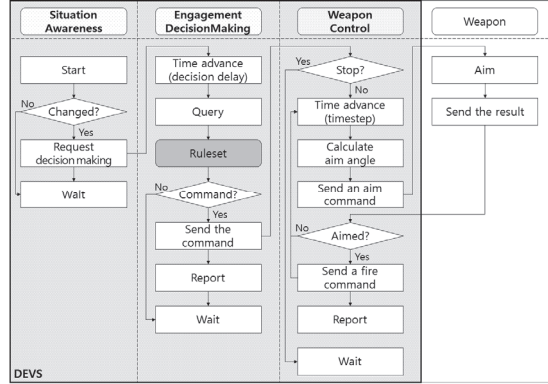 Situation
Awareness
Engagement
DecisionMaking
Weapon
Control
Weapon
Start
No
Changed?
Yes
Request
decision making
Wait
Time advance
(decision delay)
Query
Ruleset
No
Command?
Yes
Send the
command
Report
Wait
Yes
Stop?
No
Time advance
(timestep)
Calculate
aim angle
Send an aim
command
No
Aimed?
Yes
Send a fire
command
Report
Wait
Aim
Send the result
DEVS